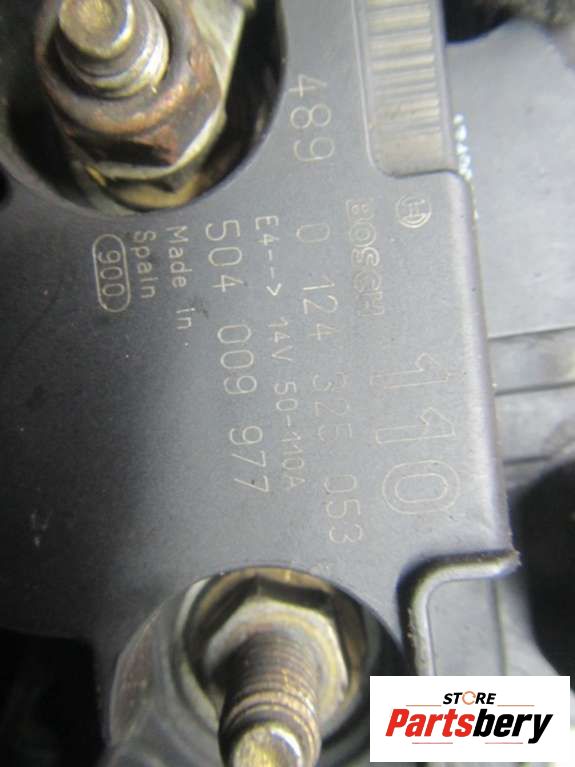 110
BOSCH
489 0 124 325 053
E4--> 14V 50-110A
504 009 977
Made in
Spain
900
STORE
Partsbery